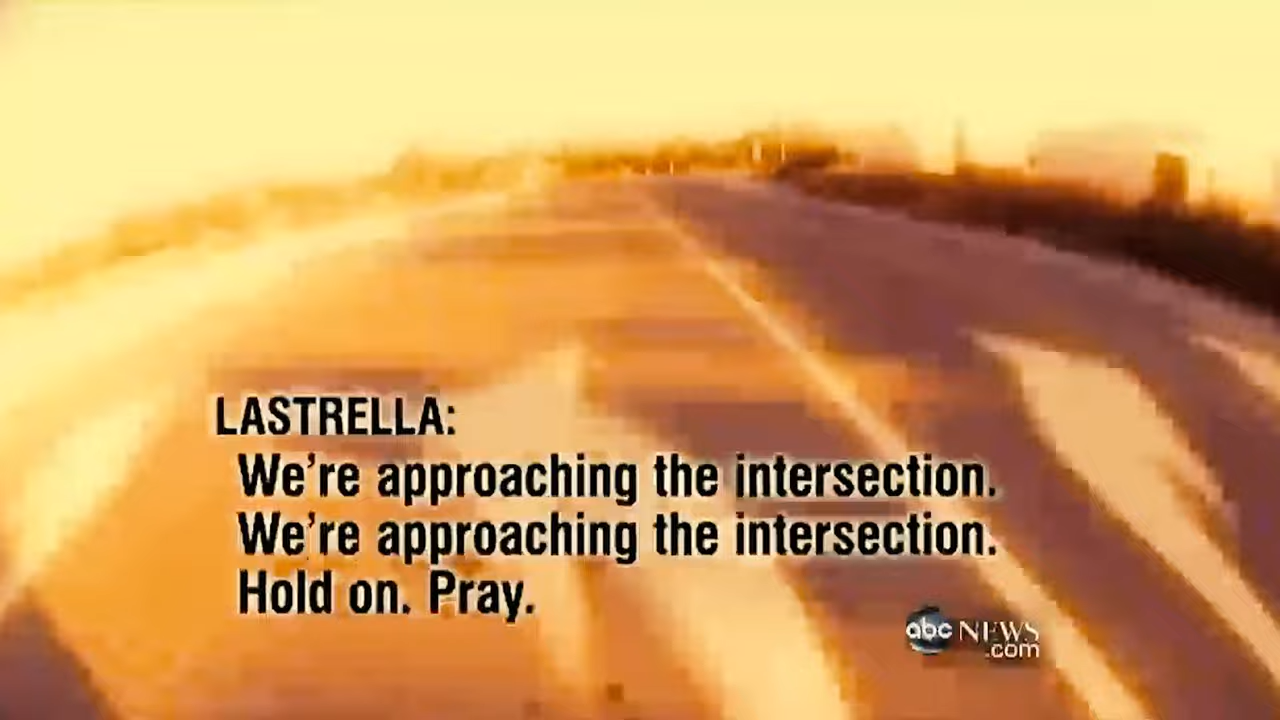 LASTRELLA:
We're approaching the intersection.
We're approaching the intersection.
Hold on. Pray.
abc NEWS
.com